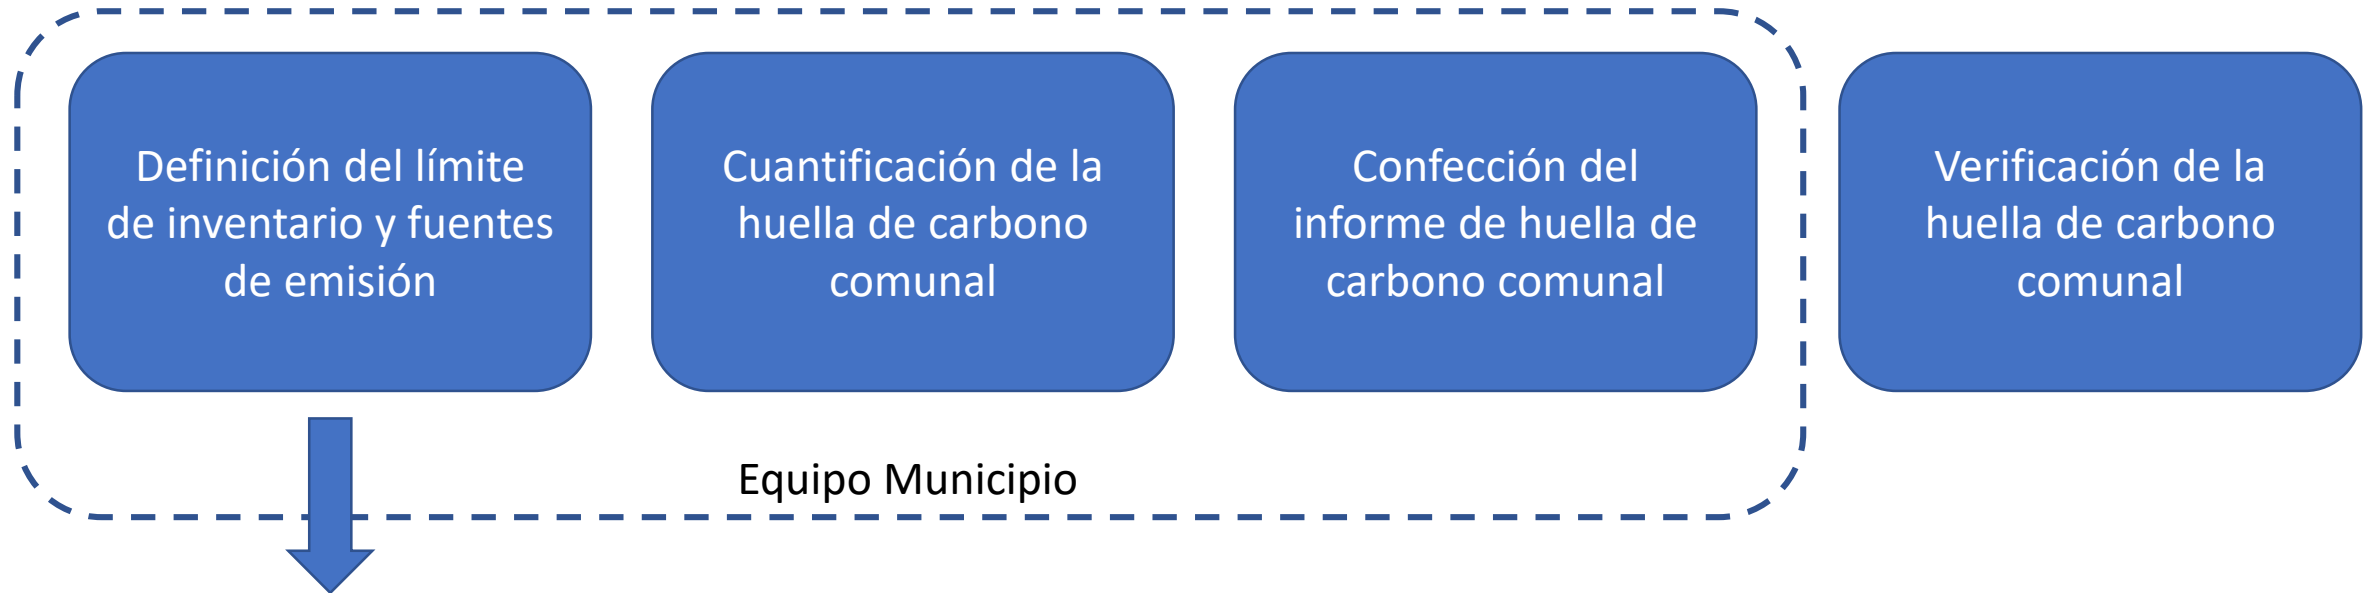 Definición del límite
de inventario y fuentes
de emisión
Cuantificación de la
huella de carbono
comunal
Confección del
informe de huella de
carbono comunal
Verificación de la
huella de carbono
comunal
Equipo Municipio